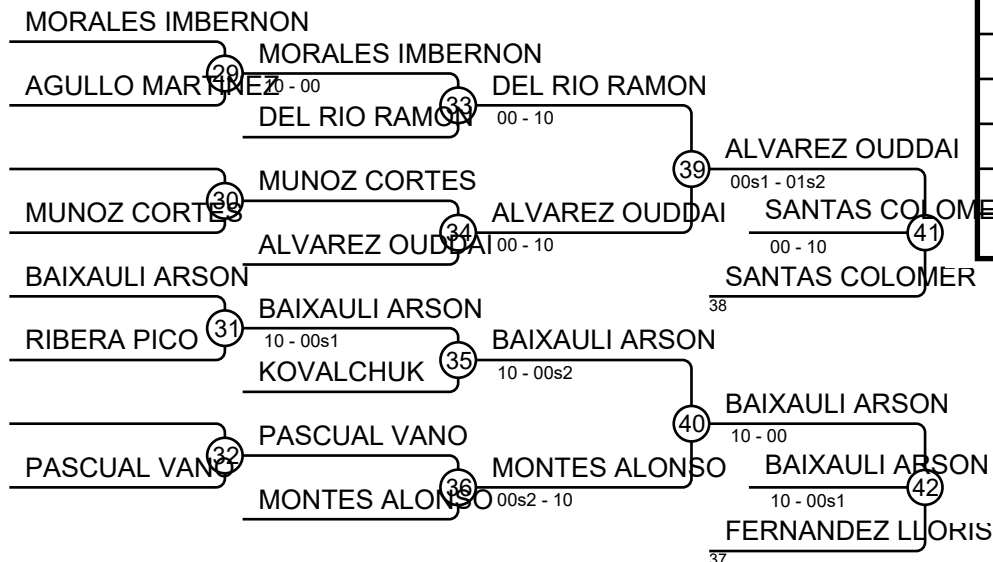 MORALES IMBERNON
29
AGULLO MARTINEZ
MORALES IMBERNON
10 - 00
33
DEL RIO RAMON
DEL RIO RAMON
00 - 10
30
MUNOZ CORTES
MUNOZ CORTES
34
ALVAREZ OUDDAI
ALVAREZ OUDDAI
00 - 10
39
ALVAREZ OUDDAI
00s1 - 01s2
SANTAS COLOME
41
00 - 10
SANTAS COLOMER
38
BAIXAULI ARSON
31
RIBERA PICO
BAIXAULI ARSON
10 - 00s1
35
KOVALCHUK
BAIXAULI ARSON
10 - 00s2
32
PASCUAL VANO
PASCUAL VANO
36
MONTES ALONSO
MONTES ALONSO
00s2 - 10
40
BAIXAULI ARSON
10 - 00
BAIXAULI ARSON
42
10 - 00s1
FERNANDEZ LLORIS
37